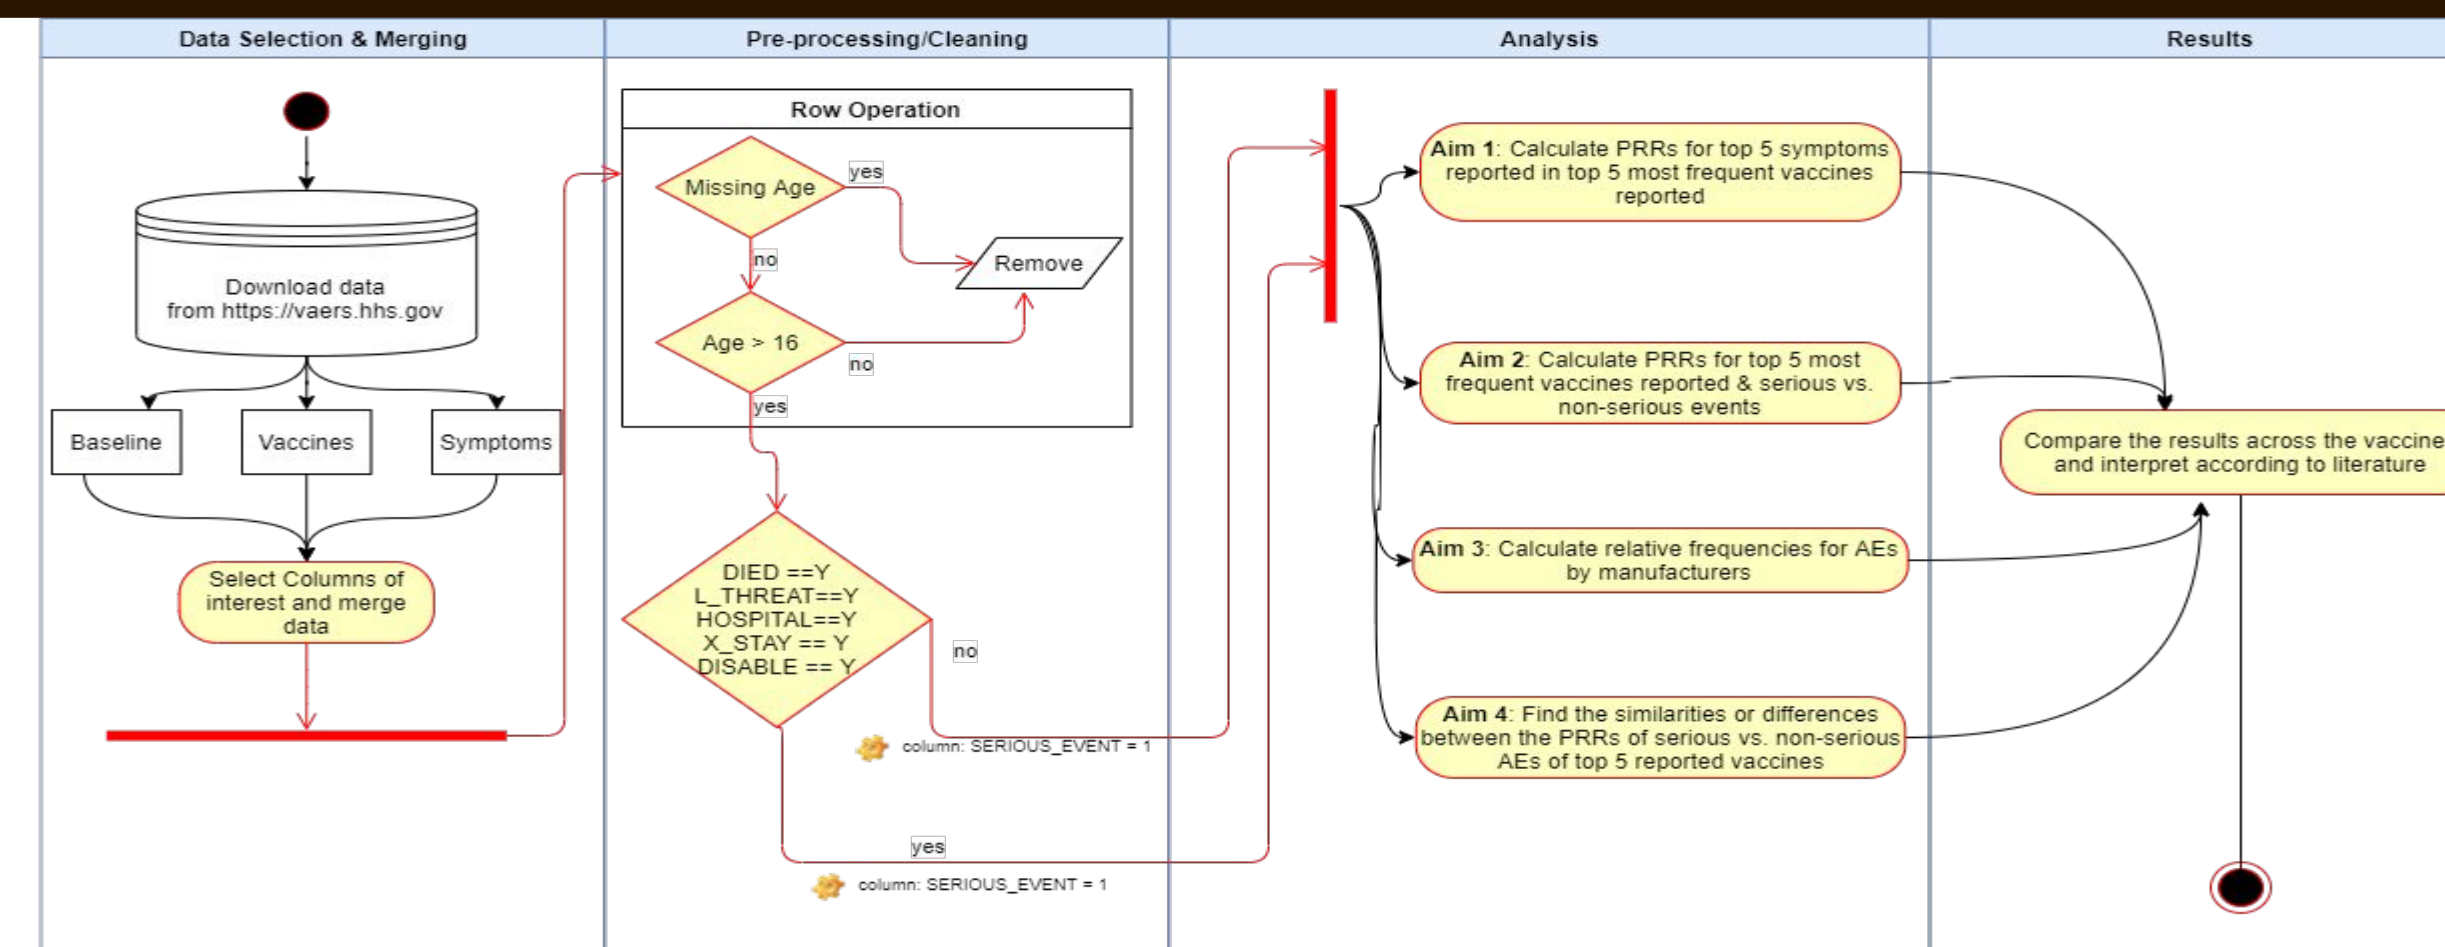 Data Selection & Merging
Pre-processing/Cleaning
Analysis
Results
Download data
from https://vaers.hhs.gov
Baseline
Vaccines
Symptoms
Select Columns of
interest and merge
data
Row Operation
Missing Age
yes
no
Remove
Age > 16
no
yes
DIED ==Y
L_THREAT==Y
HOSPITAL==Y
X_STAY == Y
DISABLE == Y
no
column: SERIOUS_EVENT = 1
yes
column: SERIOUS_EVENT = 1
Aim 1: Calculate PRRs for top 5 symptoms
reported in top 5 most frequent vaccines
reported
Aim 2: Calculate PRRs for top 5 most
frequent vaccines reported & serious vs.
non-serious events
Aim 3: Calculate relative frequencies for AEs
by manufacturers
Aim 4: Find the similarities or differences
between the PRRs of serious vs. non-serious
AEs of top 5 reported vaccines
Compare the results across the vaccine
and interpret according to literature